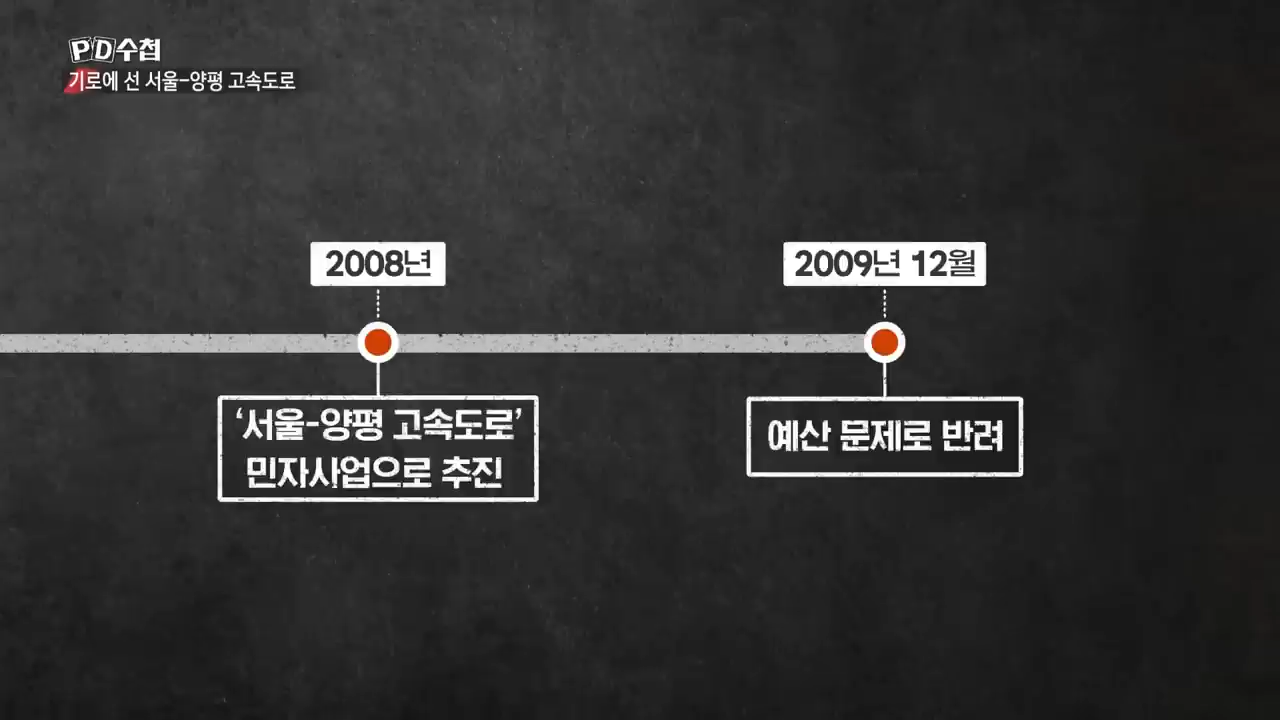 PD수첩
기로에 선 서울-양평 고속도로
2008년
2009년 12월
‘서울-양평 고속도로’
민자사업으로 추진
예산 문제로 반려